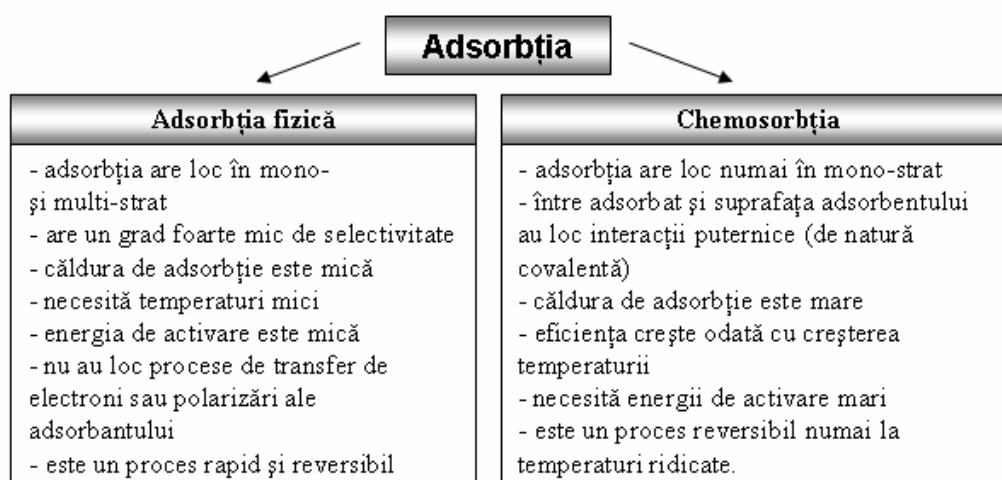 Adsorbția
Adsorbția fizică
- adsorbția are loc în mono-
și multi-strat
- are un grad foarte mic de selectivitate
- căldura de adsorbție este mică
- necesită temperaturi mici
- energia de activare este mică
- nu au loc procese de transfer de
electroni sau polarizări ale
adsorbantului
- este un proces rapid și reversibil
Chemosorbția
- adsorbția are loc numai în mono-strat
- între adsorbat și suprafața adsorbentului
au loc interacții puternice (de natură
covalentă)
- căldura de adsorbție este mare
- eficiența crește odată cu creșterea
temperaturii
- necesită energii de activare mari
- este un proces reversibil numai la
temperaturi ridicate.